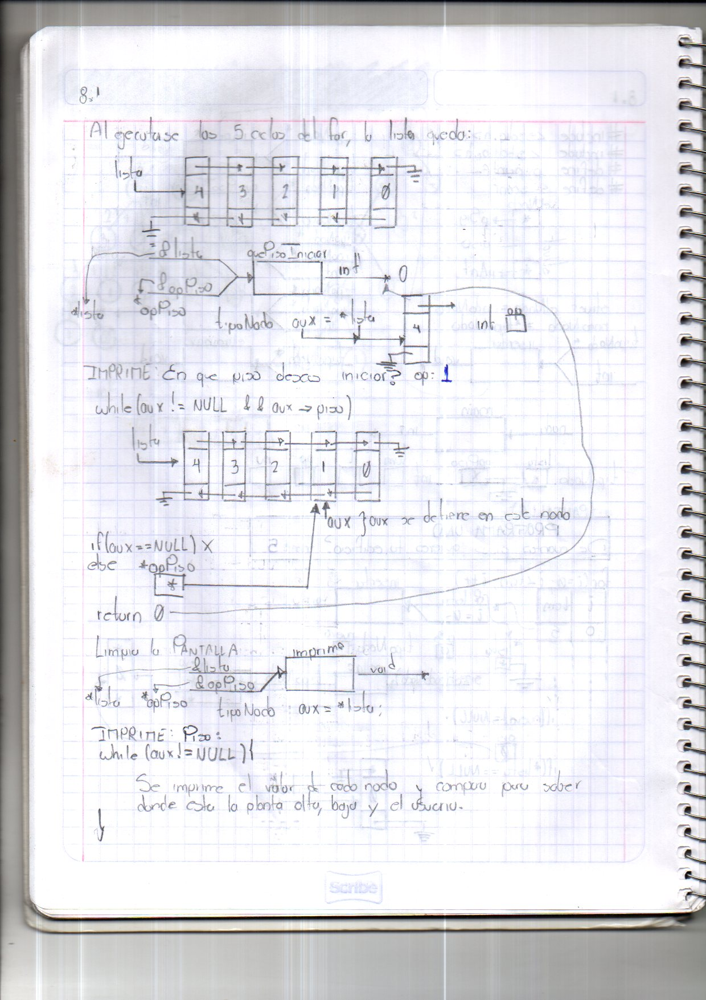 8.1
Al ejecutase los 5 ciclos del for, la lista queda:
lista
4 3 2 1 0
&lista quePisoIniciar
int 0
&opPiso
*lista *opPiso
tipoNodo aux = *lista 4 int op
IMPRIME: En que piso deseas iniciar? op: 1
while(aux != NULL && aux → piso)
lista
4 3 2 1 0
aux } aux se detiene en este nodo
if(aux==NULL) X
else *opPiso
*
return 0
Limpia la PANTALLA
imprime
&lista void
&opPiso
*lista *opPiso
tipoNodo aux = *lista;
IMPRIME: Piso:
while (aux!=NULL){
Se imprime el valor de cada nodo y compara para saber
donde esta la planta alta, baja y el usuario.
Scribe